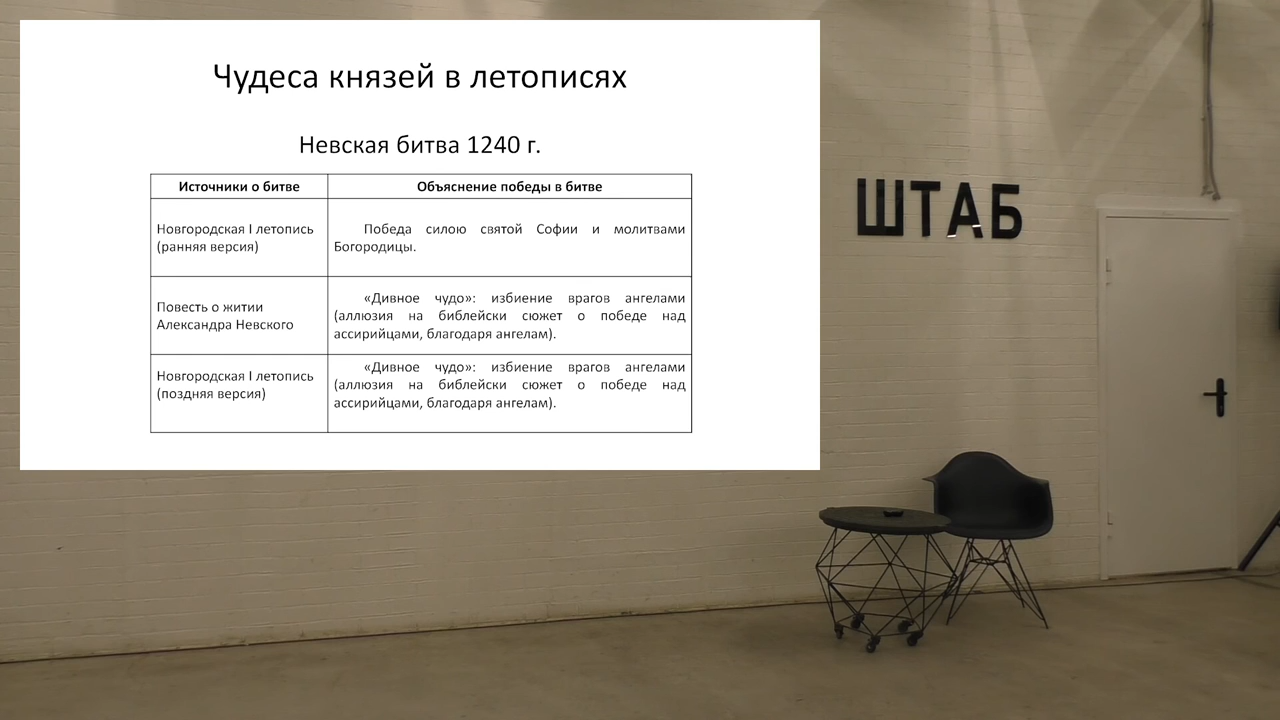 Чудеса князей в летописях
Невская битва 1240 г.
Источники о битве
Объяснение победы в битве
Новгородская I летопись
(ранняя версия)
Победа силою святой Софии и молитвами
Богородицы.
Повесть о житии
Александра Невского
«Дивное чудо»: избиение врагов ангелами
(аллюзия на библейски сюжет о победе над
ассирийцами, благодаря ангелам).
Новгородская I летопись
(поздняя версия)
«Дивное чудо»: избиение врагов ангелами
(аллюзия на библейски сюжет о победе над
ассирийцами, благодаря ангелам).
ШТАБ